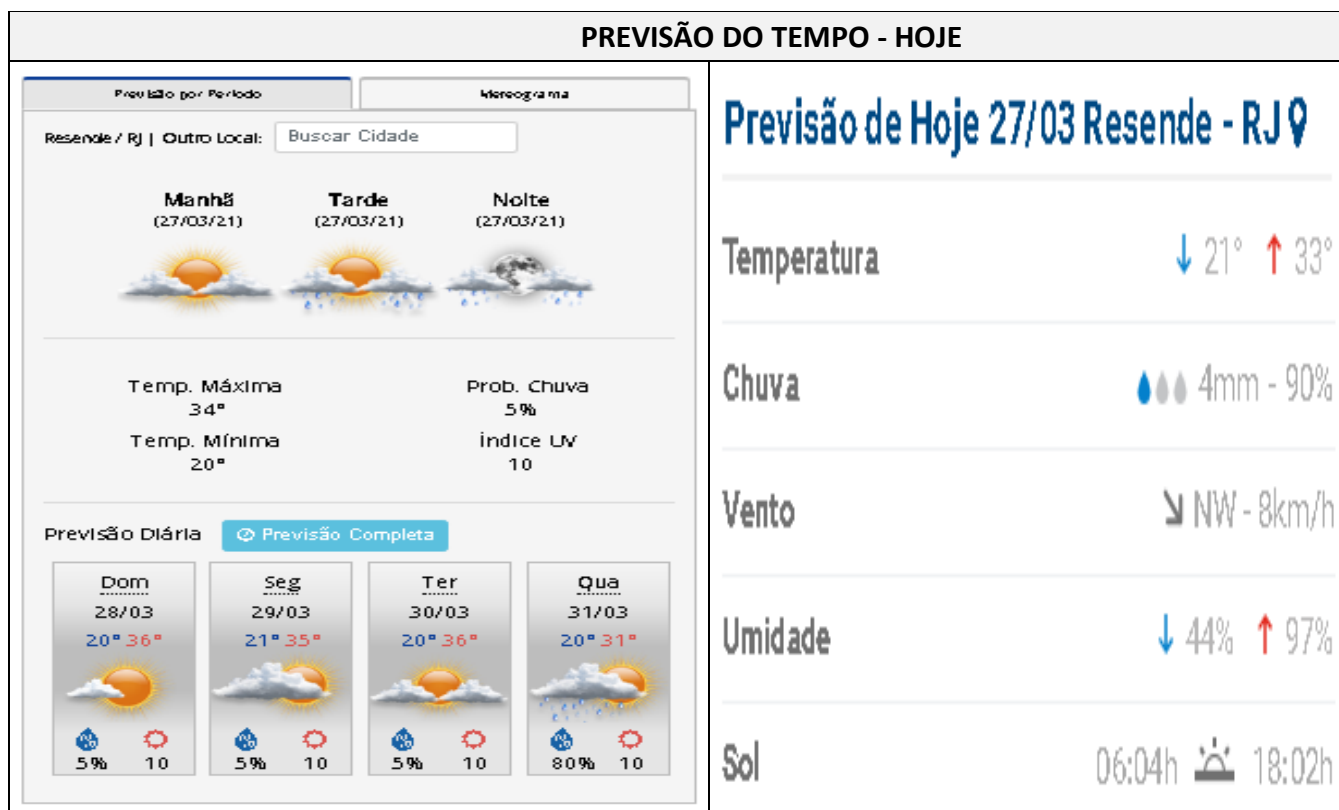 PREVISÃO DO TEMPO - HOJE
Previsão por Período
Meteograma
Resende / RJ | Outro Local: Buscar Cidade
Manhã Tarde Noite
(27/03/21) (27/03/21) (27/03/21)
Temp. Máxima Prob. Chuva
34° 5%
Temp. Mínima Índice UV
20° 10
Previsão Diária Previsão Completa
Dom Seg Ter Qua
28/03 29/03 30/03 31/03
20° 36° 21° 35° 20° 36° 20° 31°
5% 10 5% 10 5% 10 80% 10
Previsão de Hoje 27/03 Resende - RJ
Temperatura 21° 33°
Chuva 4mm - 90%
Vento NW - 8km/h
Umidade 44% 97%
Sol 06:04h 18:02h